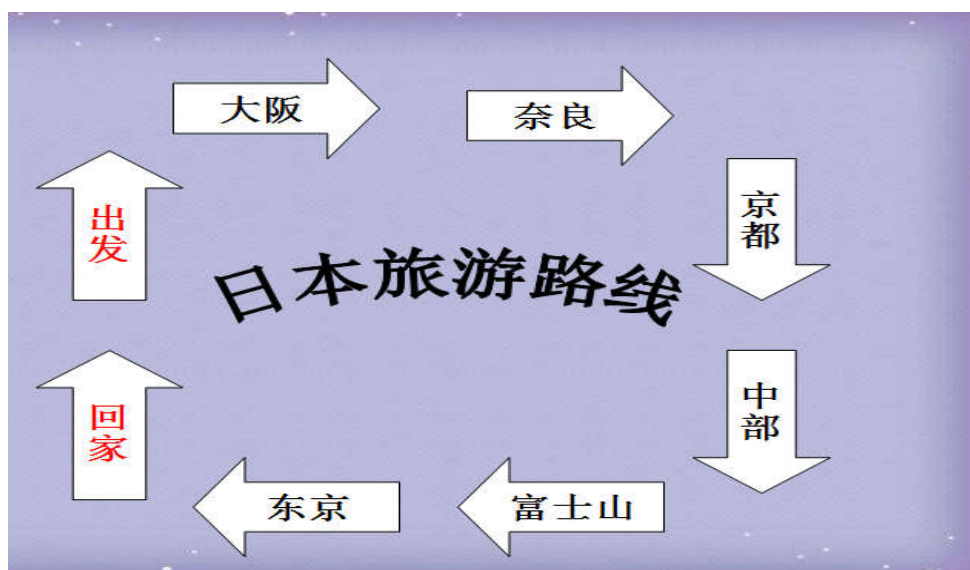 大阪
奈良
京都
出发
日本旅游路线
中部
回家
东京
富士山